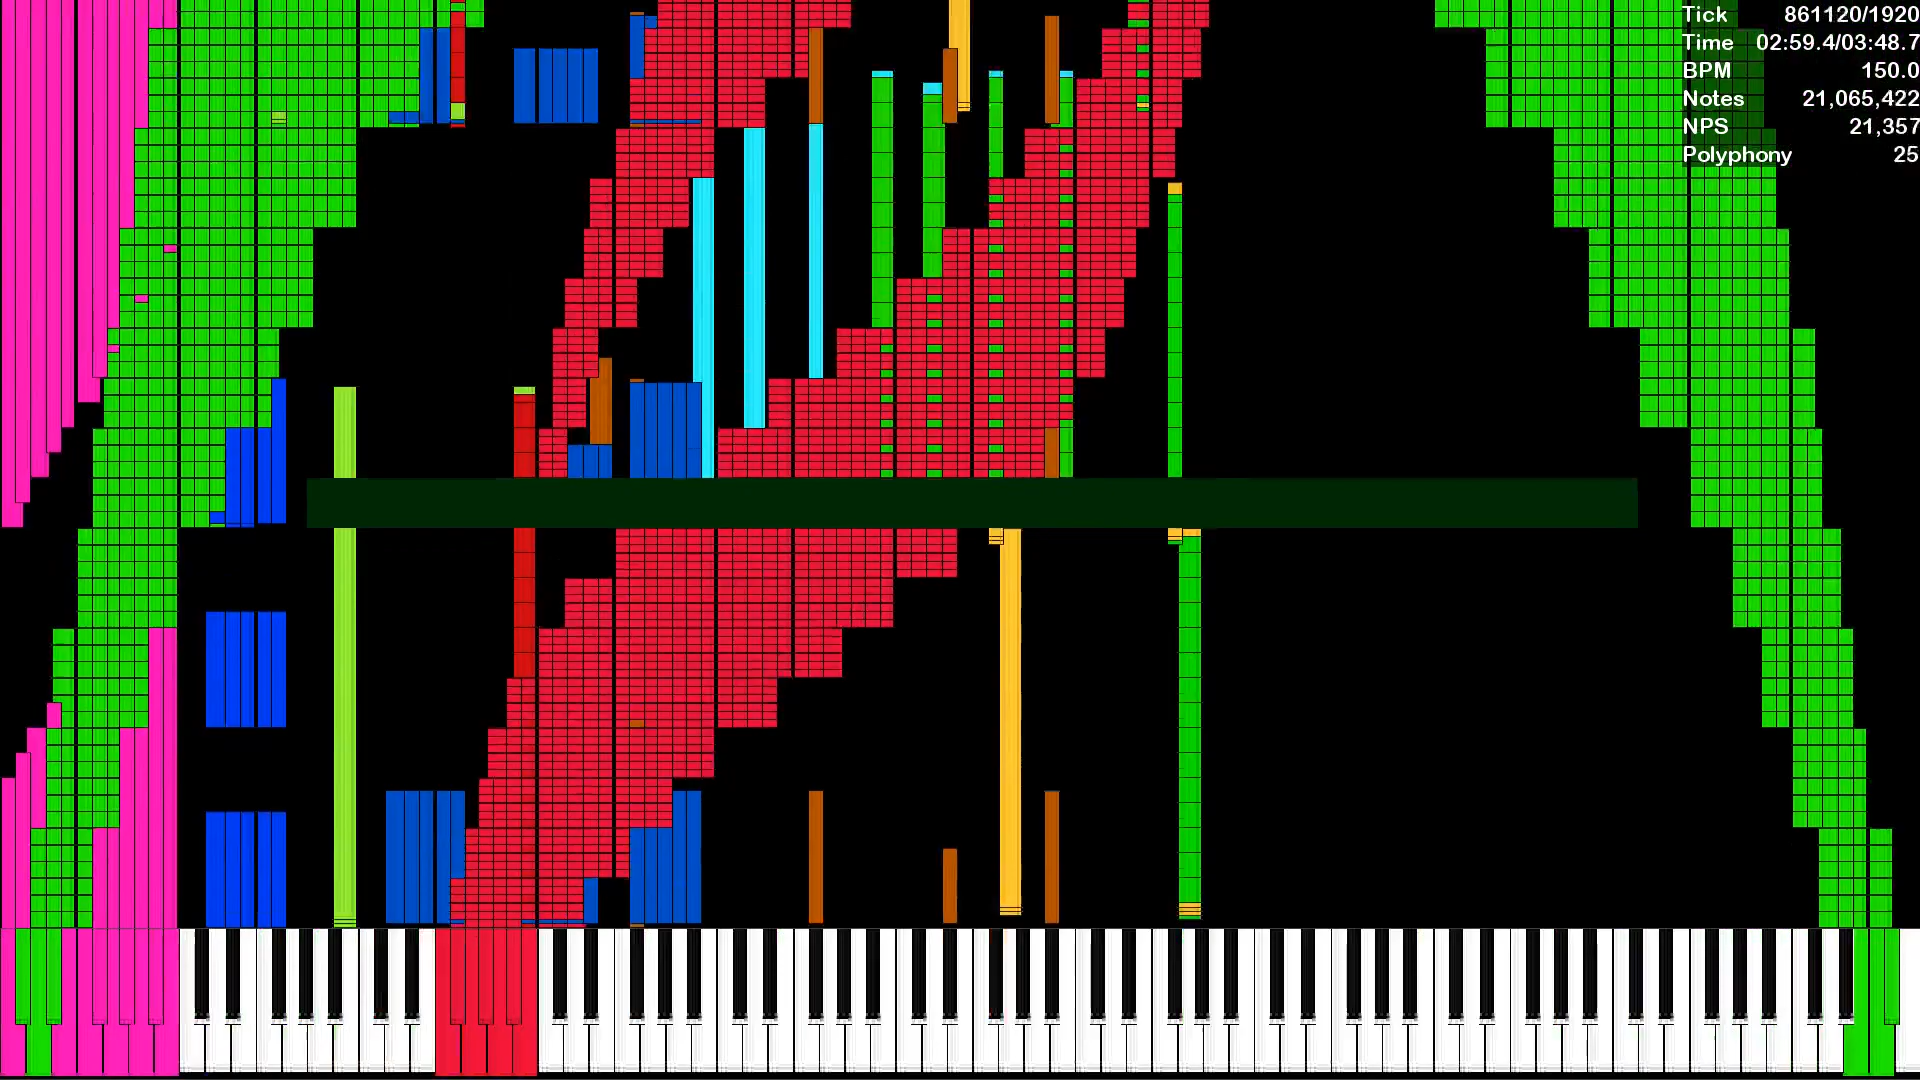 Tick 861120/1920
Time 02:59.4/03:48.7
BPM 150.0
Notes 21,065,422
NPS 21,357
Polyphony 25